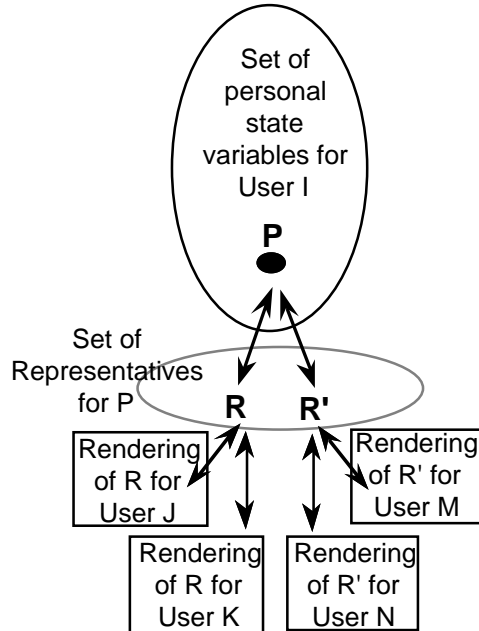 Set of
personal
state
variables for
User I
P
Set of
Representatives
for P
R
R'
Rendering
of R for
User J
Rendering
of R' for
User M
Rendering
of R for
User K
Rendering
of R' for
User N